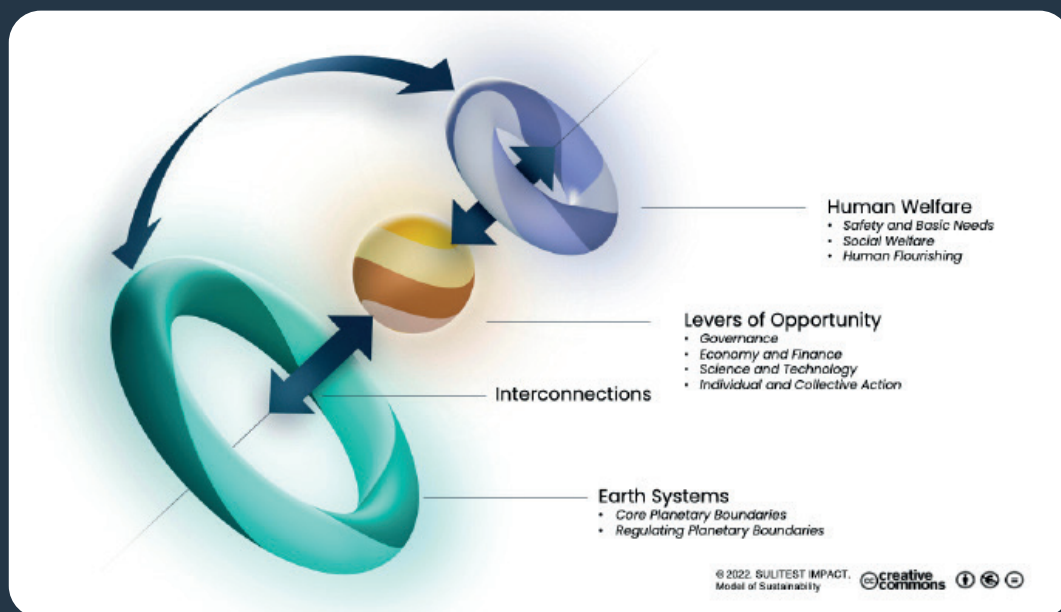 Human Welfare
• Safety and Basic Needs
• Social Welfare
• Human Flourishing
Levers of Opportunity
• Governance
• Economy and Finance
• Science and Technology
• Individual and Collective Action
Interconnections
Earth Systems
• Core Planetary Boundaries
• Regulating Planetary Boundaries
© 2022. SULITEST IMPACT.
Model of Sustainability
cc creative
commons